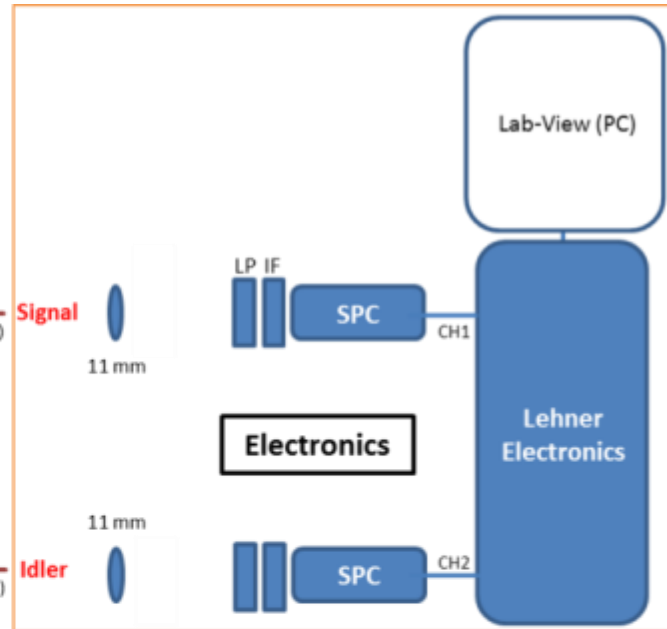 Lab-View (PC)
LP IF
Signal
SPC
)
CH1
11 mm
Lehner
Electronics
Electronics
11 mm
CH2
Idler
SPC
)